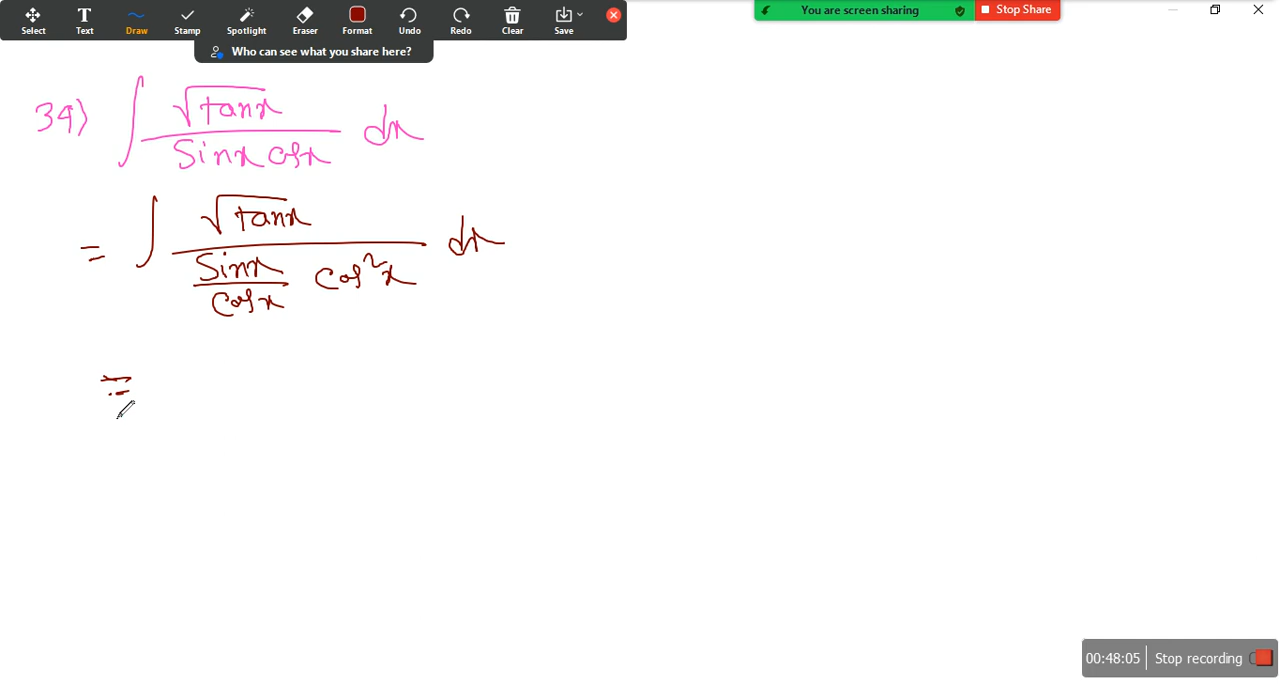 Select Text Draw Stamp Spotlight Eraser Format Undo Redo Clear Save
You are screen sharing Stop Share
Who can see what you share here?
34) ∫ √tanx / (Sinx cosx) dx
= ∫ √tanx / ((Sinx/Cosx) Cos²x) dx
=
00:48:05 Stop recording